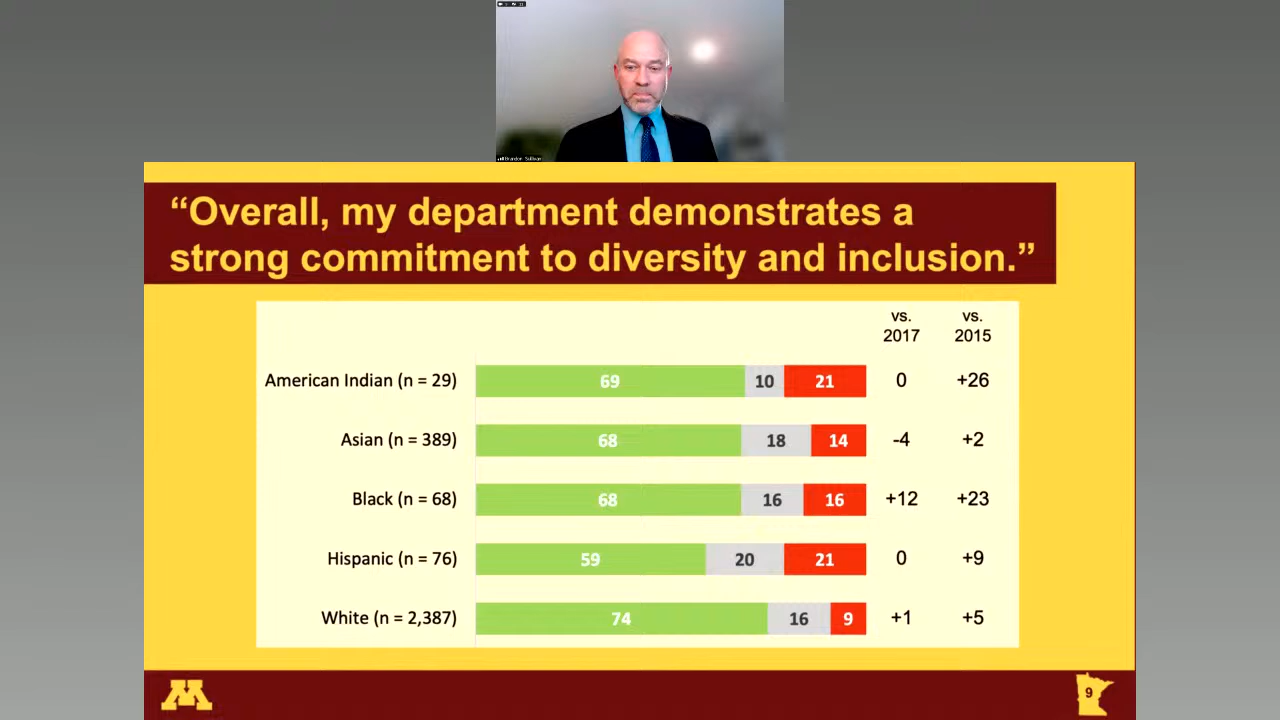 Brandon Sullivan
“Overall, my department demonstrates a
strong commitment to diversity and inclusion.”
vs. vs.
2017 2015
American Indian (n = 29) 69 10 21 0 +26
Asian (n = 389) 68 18 14 -4 +2
Black (n = 68) 68 16 16 +12 +23
Hispanic (n = 76) 59 20 21 0 +9
White (n = 2,387) 74 16 9 +1 +5
M 9